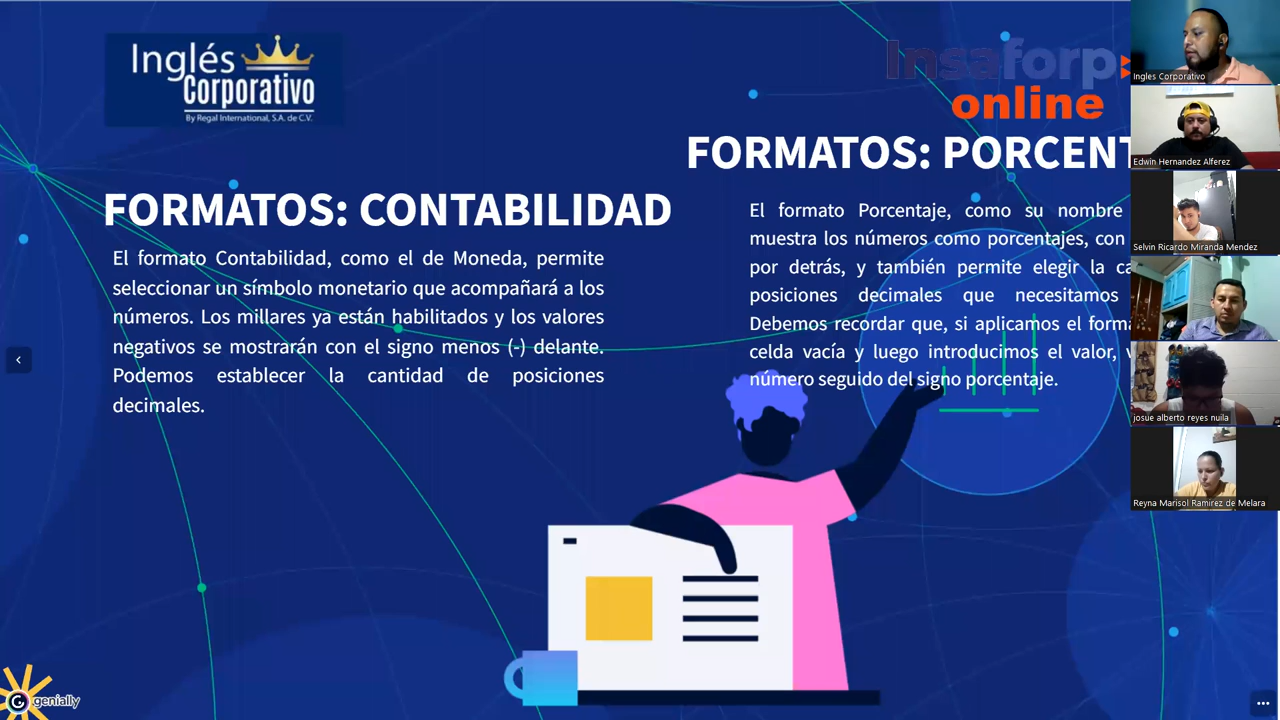 Inglés
Corporativo
By Regal International, S.A. de C.V.
Insaforp
online
FORMATOS: CONTABILIDAD
El formato Contabilidad, como el de Moneda, permite
seleccionar un símbolo monetario que acompañará a los
números. Los millares ya están habilitados y los valores
negativos se mostrarán con el signo menos (-) delante.
Podemos establecer la cantidad de posiciones
decimales.
FORMATOS: PORCENT
El formato Porcentaje, como su nombre
muestra los números como porcentajes, con
por detrás, y también permite elegir la
posiciones decimales que necesitamos
Debemos recordar que, si aplicamos el
celda vacía y luego introducimos el valor,
número seguido del signo porcentaje.
Ingles Corporativo
Edwin Hernandez Alferez
Selvin Ricardo Miranda Mendez
josue alberto reyes nuila
Reyna Marisol Ramirez de Melara
genially